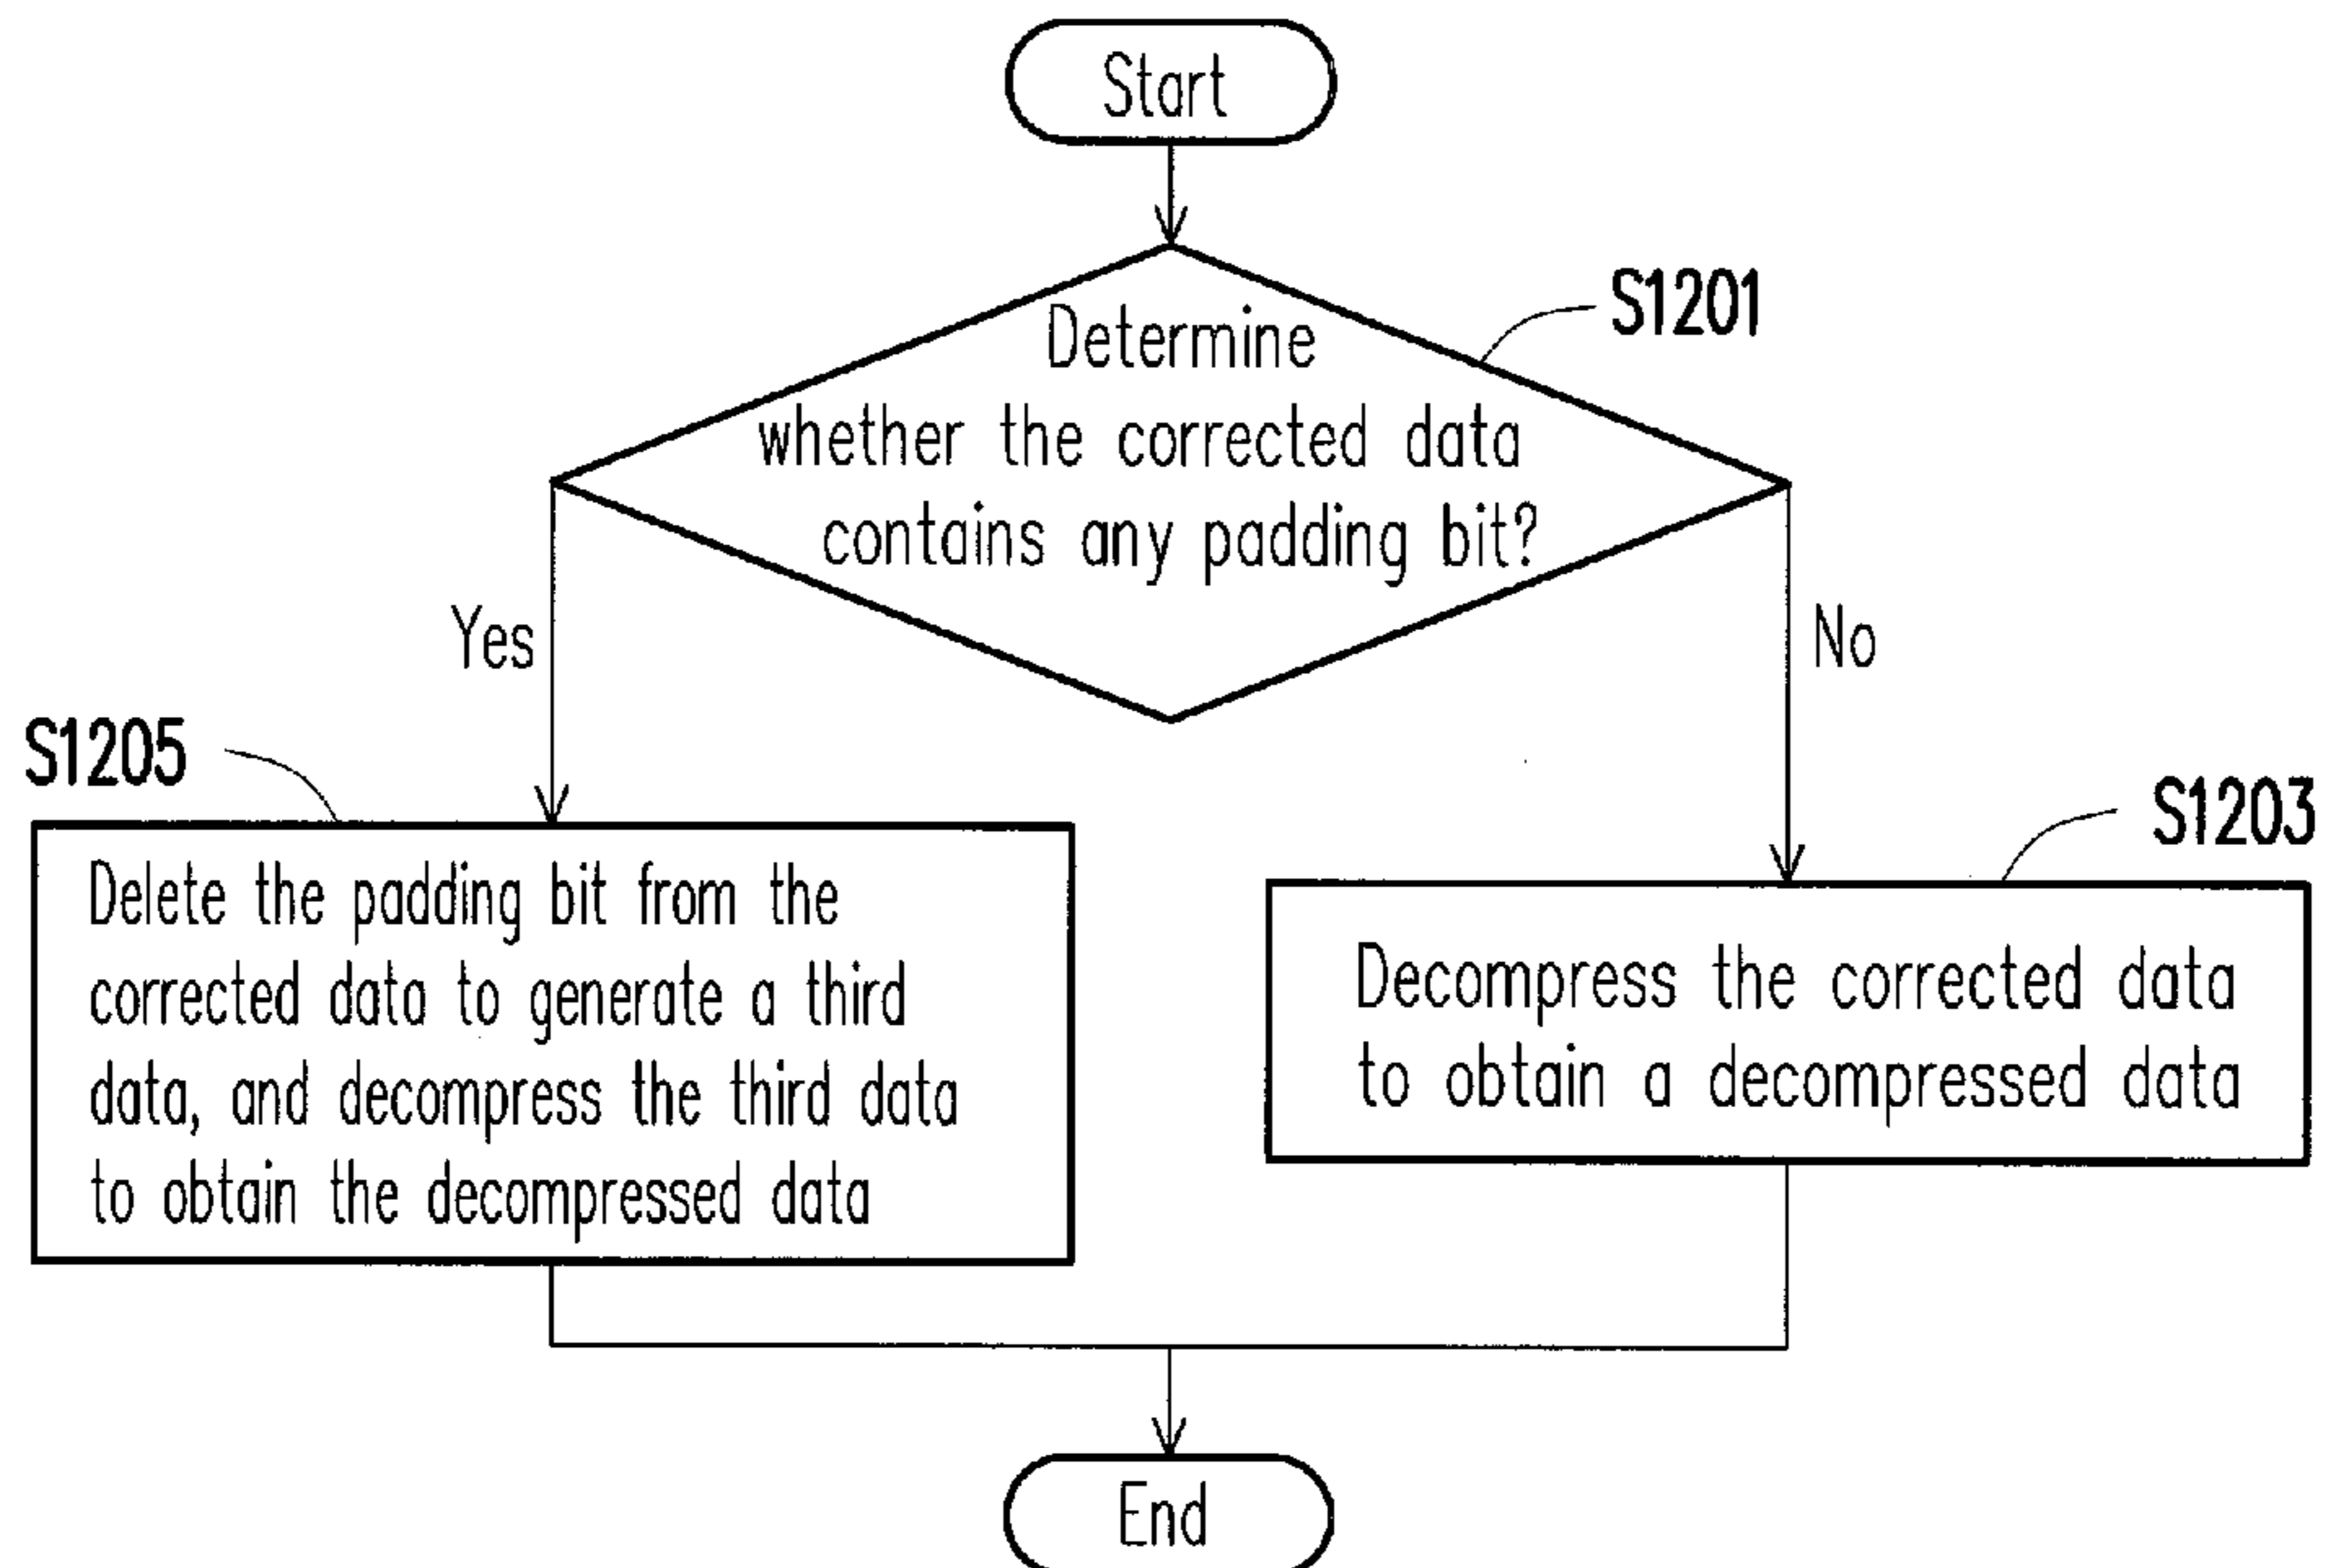 Start
S1201
Determine
whether the corrected data
contains any padding bit?
Yes
No
S1205
S1203
Delete the padding bit from the
corrected data to generate a third
data, and decompress the third data
to obtain the decompressed data
Decompress the corrected data
to obtain a decompressed data
End